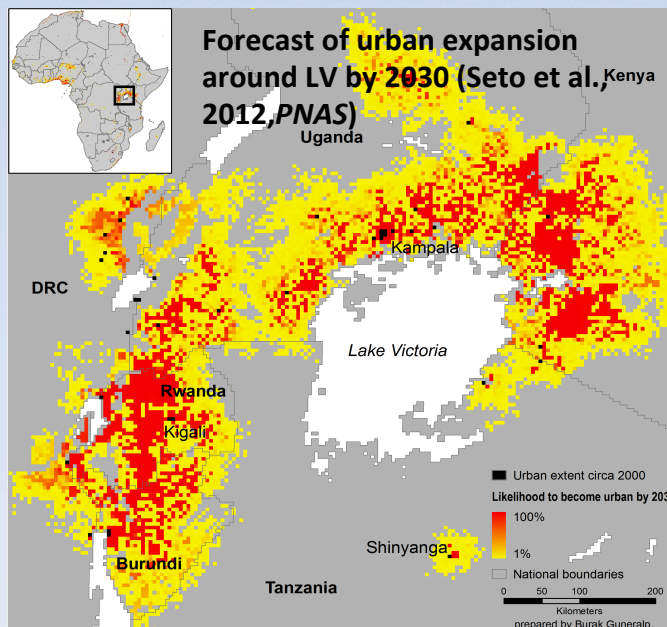 Forecast of urban expansion
around LV by 2030 (Seto et al.,
2012,PNAS)
Kenya
Uganda
Kampala
DRC
Lake Victoria
Rwanda
Kigali
Urban extent circa 2000
Likelihood to become urban by 203
100%
1%
Shinyanga
National boundaries
Burundi
Tanzania
0 50 100 200
Kilometers
prepared by Burak Guneralp